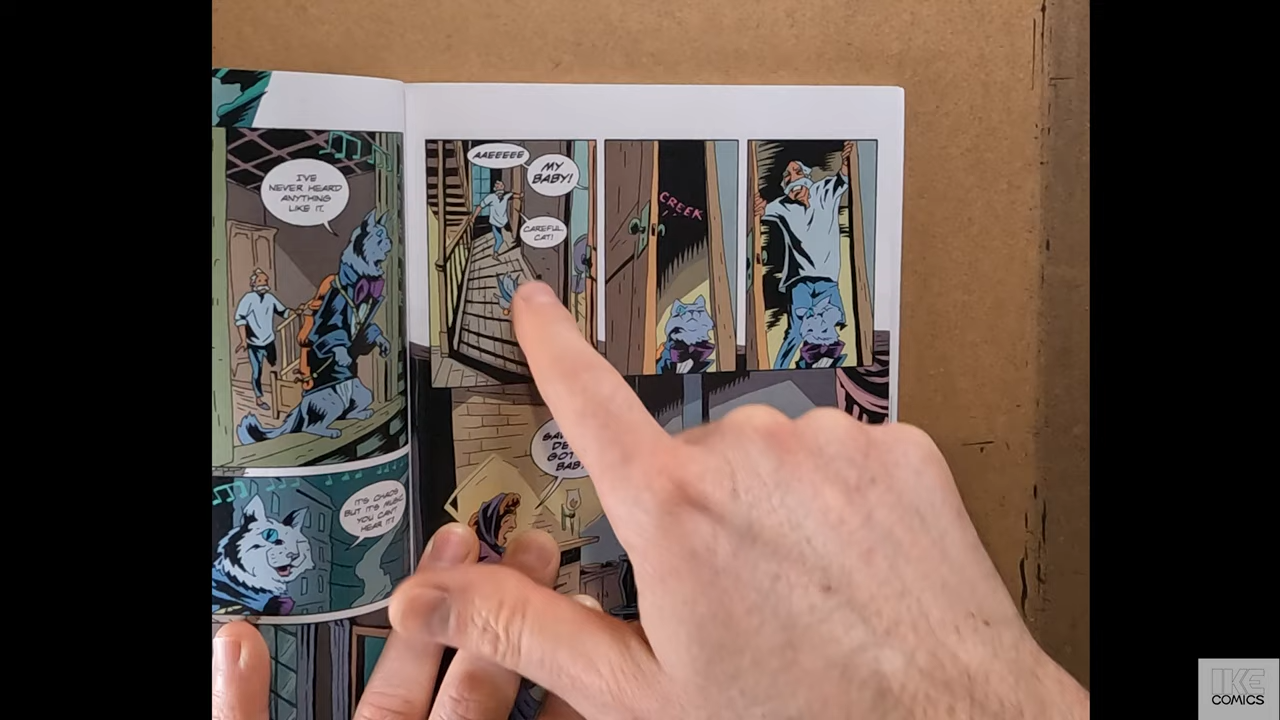 I'VE
NEVER HEARD
ANYTHING
LIKE IT.
IT'S CHAOS
BUT IT'S MUSIC.
YOU CAN'T
HEAR IT?
AAEEEEE
MY
BABY!
CAREFUL,
CAT!
CREEK
GOT
IKE
COMICS